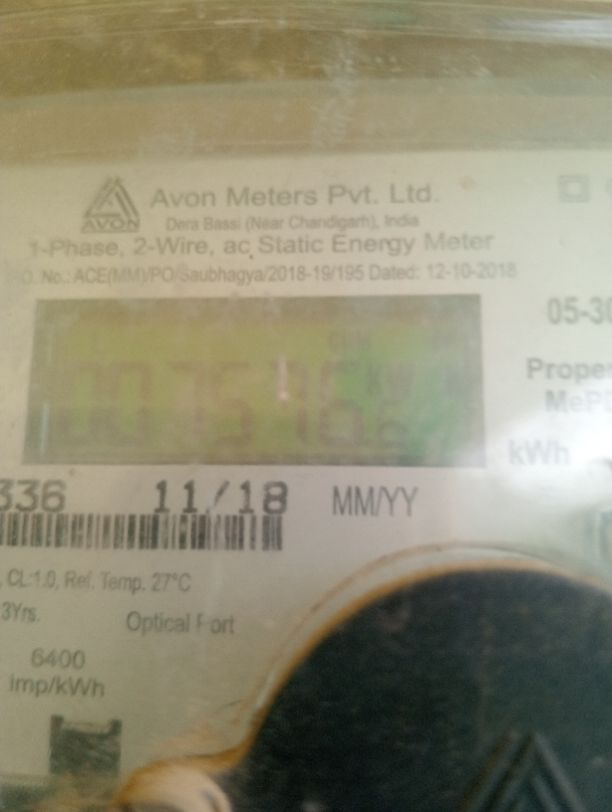 AVON
Avon Meters Pvt. Ltd.
Dera Bassi (Near Chandigarh), India
1-Phase, 2-Wire, ac Static Energy Meter
P.O. No.: ACE(MM)/PO/Saubhagya/2018-19/195 Dated: 12-10-2018
05-30
kW
kWh
336 11/18 MM/YY
, CL:1.0, Ref. Temp. 27°C
3Yrs. Optical Port
6400
imp/kWh